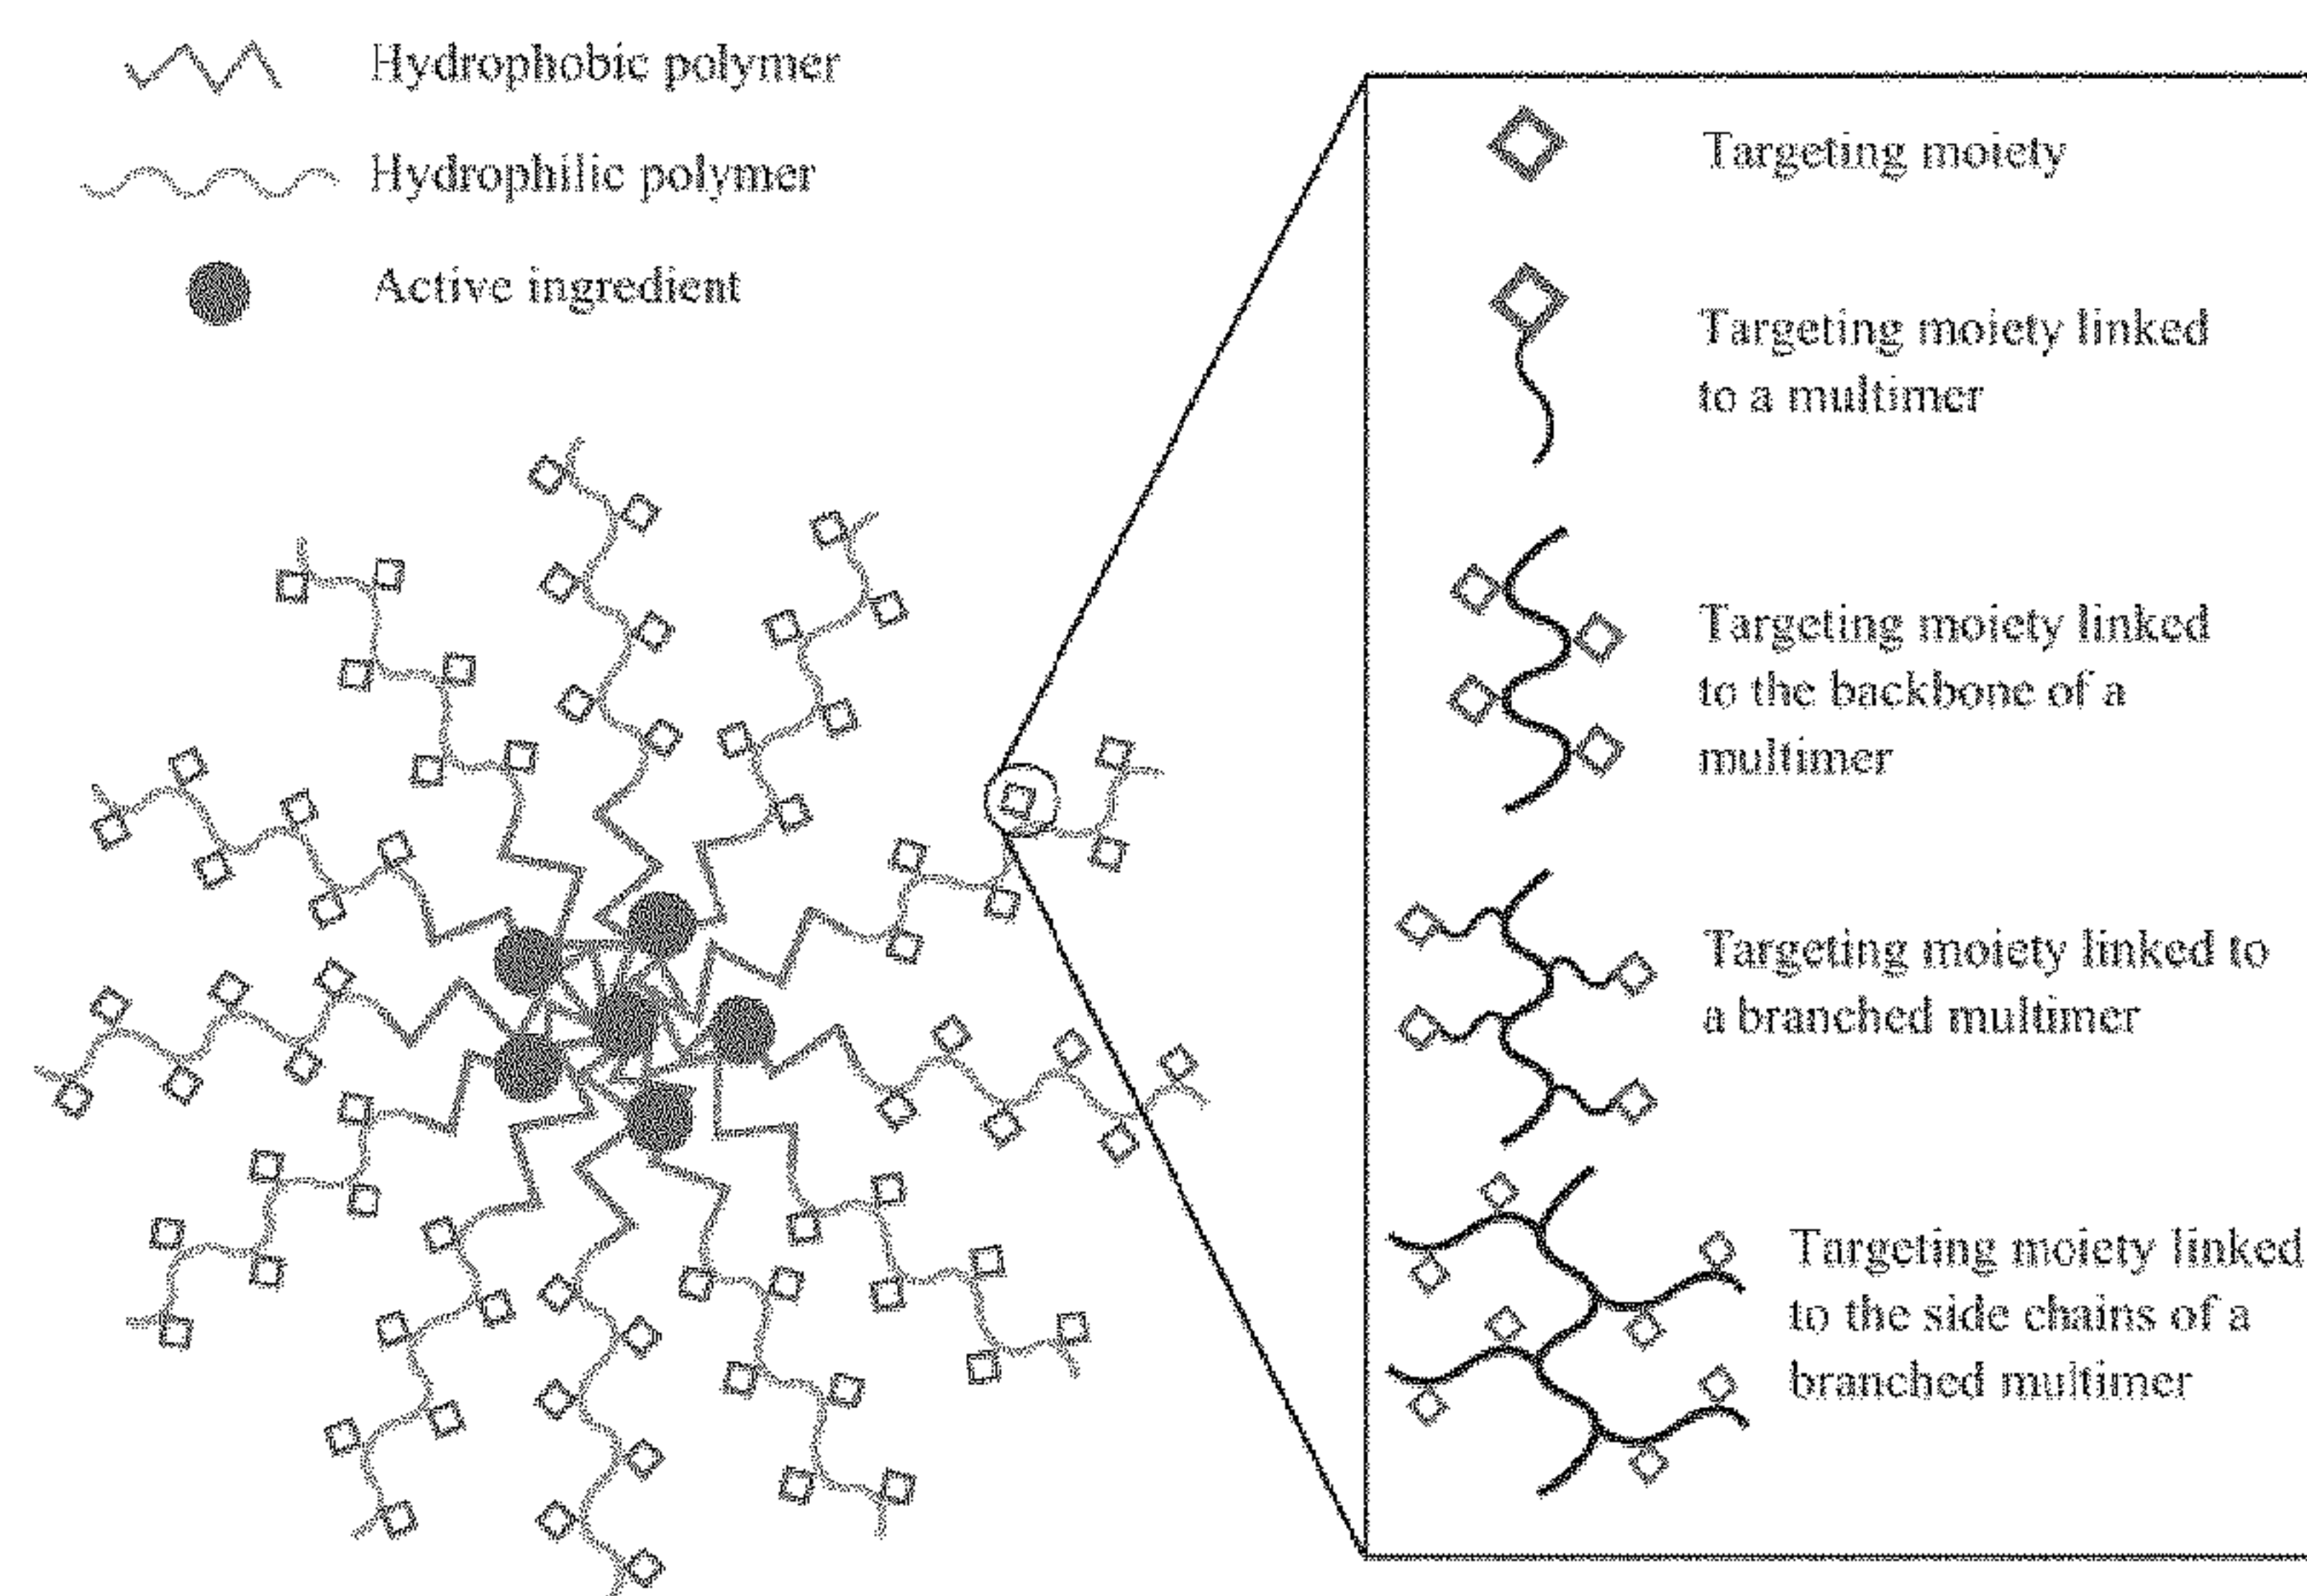 Hydrophobic polymer
Hydrophilic polymer
Active ingredient
Targeting moiety
Targeting moiety linked
to a multimer
Targeting moiety linked
to the backbone of a
multimer
Targeting moiety linked to
a branched multimer
Targeting moiety linked
to the side chains of a
branched multimer